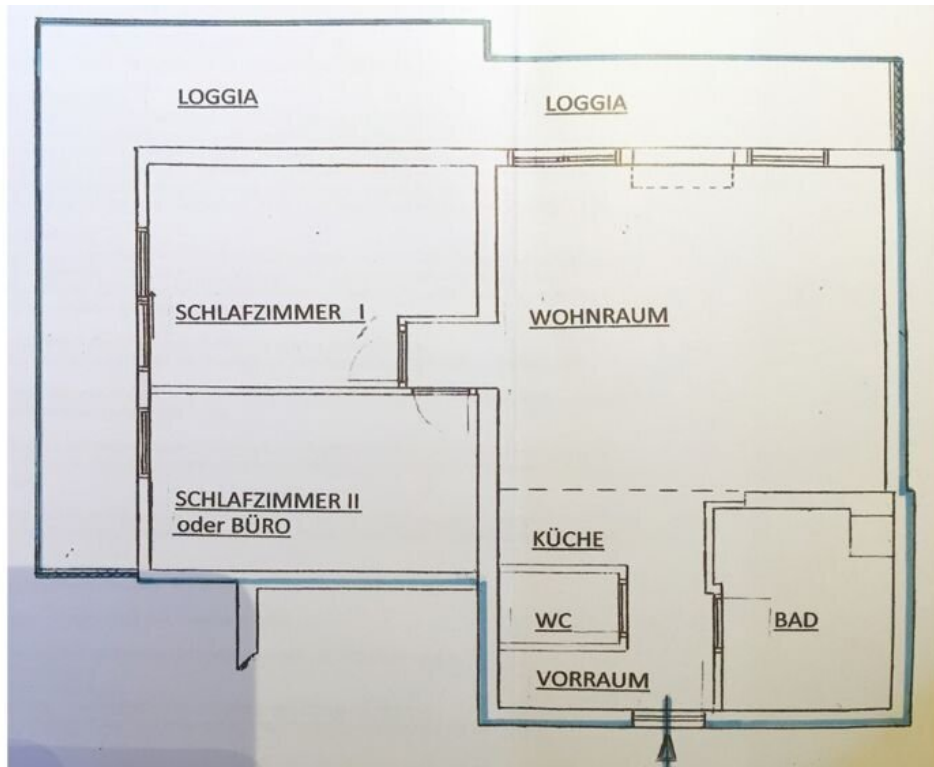 LOGGIA
LOGGIA
SCHLAFZIMMER I
WOHNRAUM
SCHLAFZIMMER II
oder BÜRO
KÜCHE
WC
BAD
VORRAUM